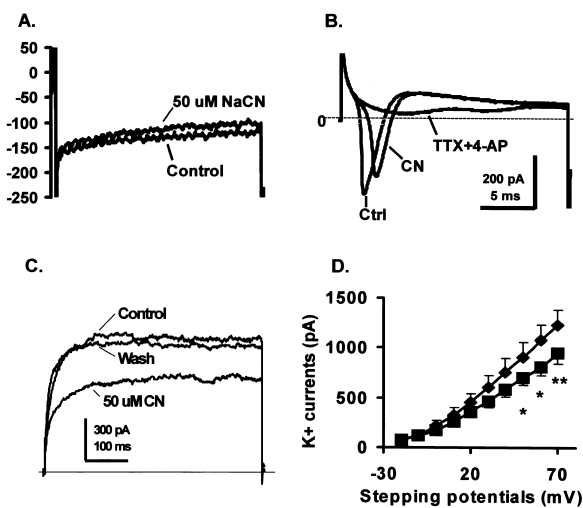 A.
50
0
-50
-100
-150
-200
-250
50 uM NaCN
Control
B.
0
TTX+4-AP
CN
Ctrl
200 pA
5 ms
C.
Control
Wash
50 uM CN
300 pA
100 ms
D.
K+ currents (pA)
1500
1000
500
0
-30
20
70
* * **
Stepping potentials (mV)